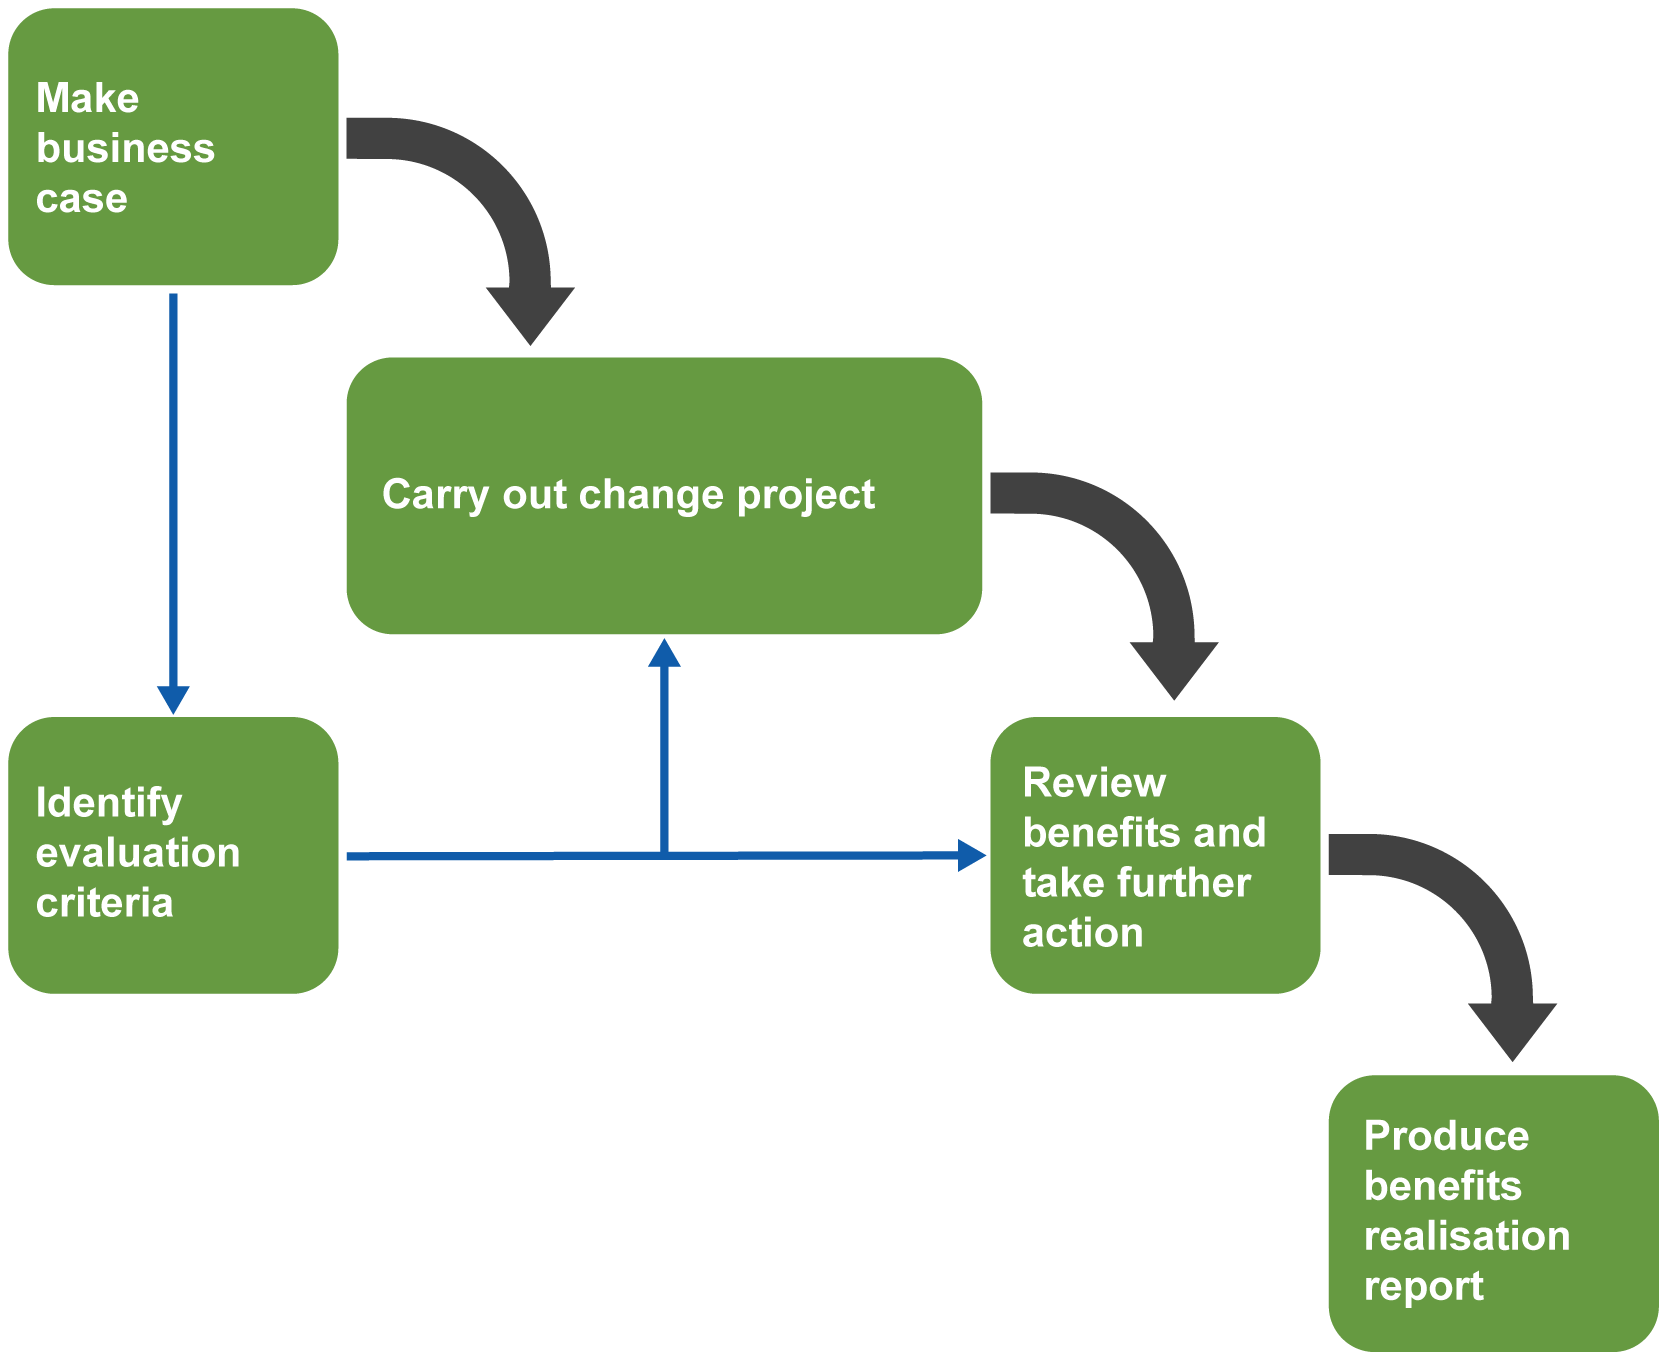 Make
business
case
Carry out change project
Identify
evaluation
criteria
Review
benefits and
take further
action
Produce
benefits
realisation
report